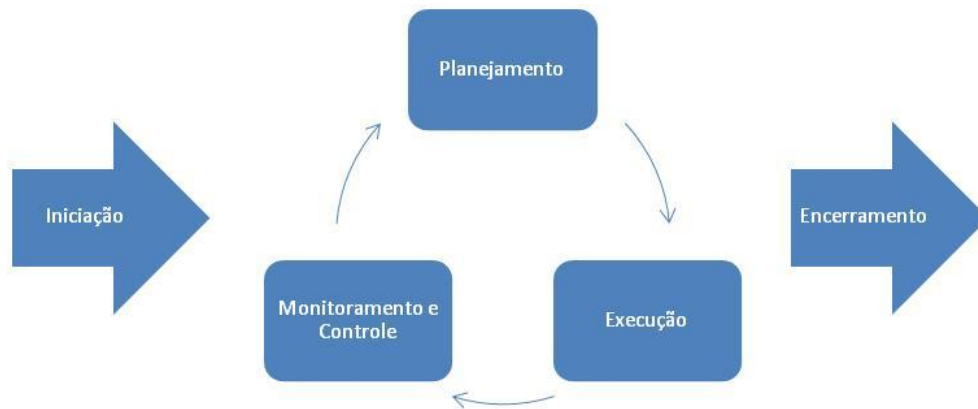 Planejamento
Iniciação
Encerramento
Monitoramento e
Controle
Execução